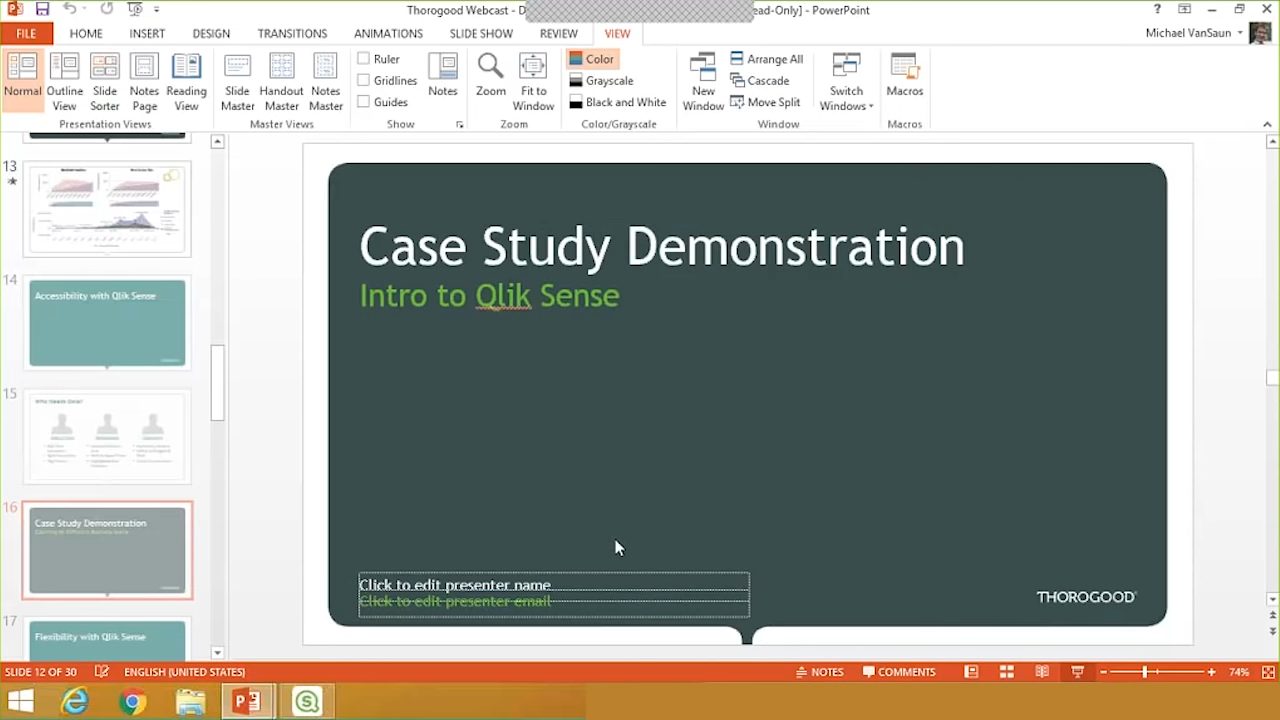 Thorogood Webcast - D
ead-Only] - PowerPoint
FILE HOME INSERT DESIGN TRANSITIONS ANIMATIONS SLIDE SHOW REVIEW VIEW
Michael VanSaun
Normal
Outline View
Slide Sorter
Notes Page
Reading View
Presentation Views
Slide Master
Handout Master
Notes Master
Master Views
Ruler
Gridlines
Guides
Notes
Show
Zoom
Fit to Window
Zoom
Color
Grayscale
Black and White
Color/Grayscale
New Window
Arrange All
Cascade
Move Split
Window
Switch Windows
Macros
Macros
13
14
Accessibility with Qlik Sense
15
16
Case Study Demonstration
17
Flexibility with Qlik Sense
Case Study Demonstration
Intro to Qlik Sense
Click to edit presenter name
Click to edit presenter email
THOROGOOD
SLIDE 12 OF 30
ENGLISH (UNITED STATES)
NOTES
COMMENTS
74%